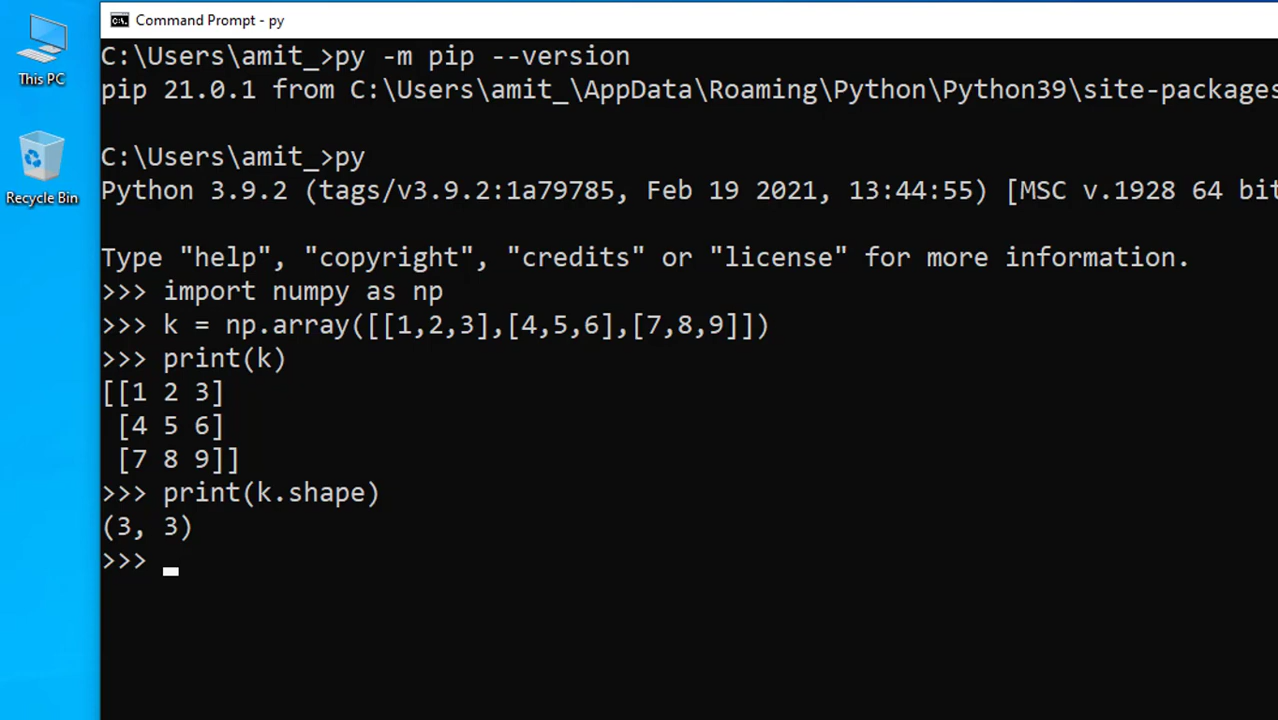 This PC
Recycle Bin
Command Prompt - py
C:\Users\amit_>py -m pip --version
pip 21.0.1 from C:\Users\amit_\AppData\Roaming\Python\Python39\site-packages
C:\Users\amit_>py
Python 3.9.2 (tags/v3.9.2:1a79785, Feb 19 2021, 13:44:55) [MSC v.1928 64 bit
Type "help", "copyright", "credits" or "license" for more information.
>>> import numpy as np
>>> k = np.array([[1,2,3],[4,5,6],[7,8,9]])
>>> print(k)
[[1 2 3]
 [4 5 6]
 [7 8 9]]
>>> print(k.shape)
(3, 3)
>>>